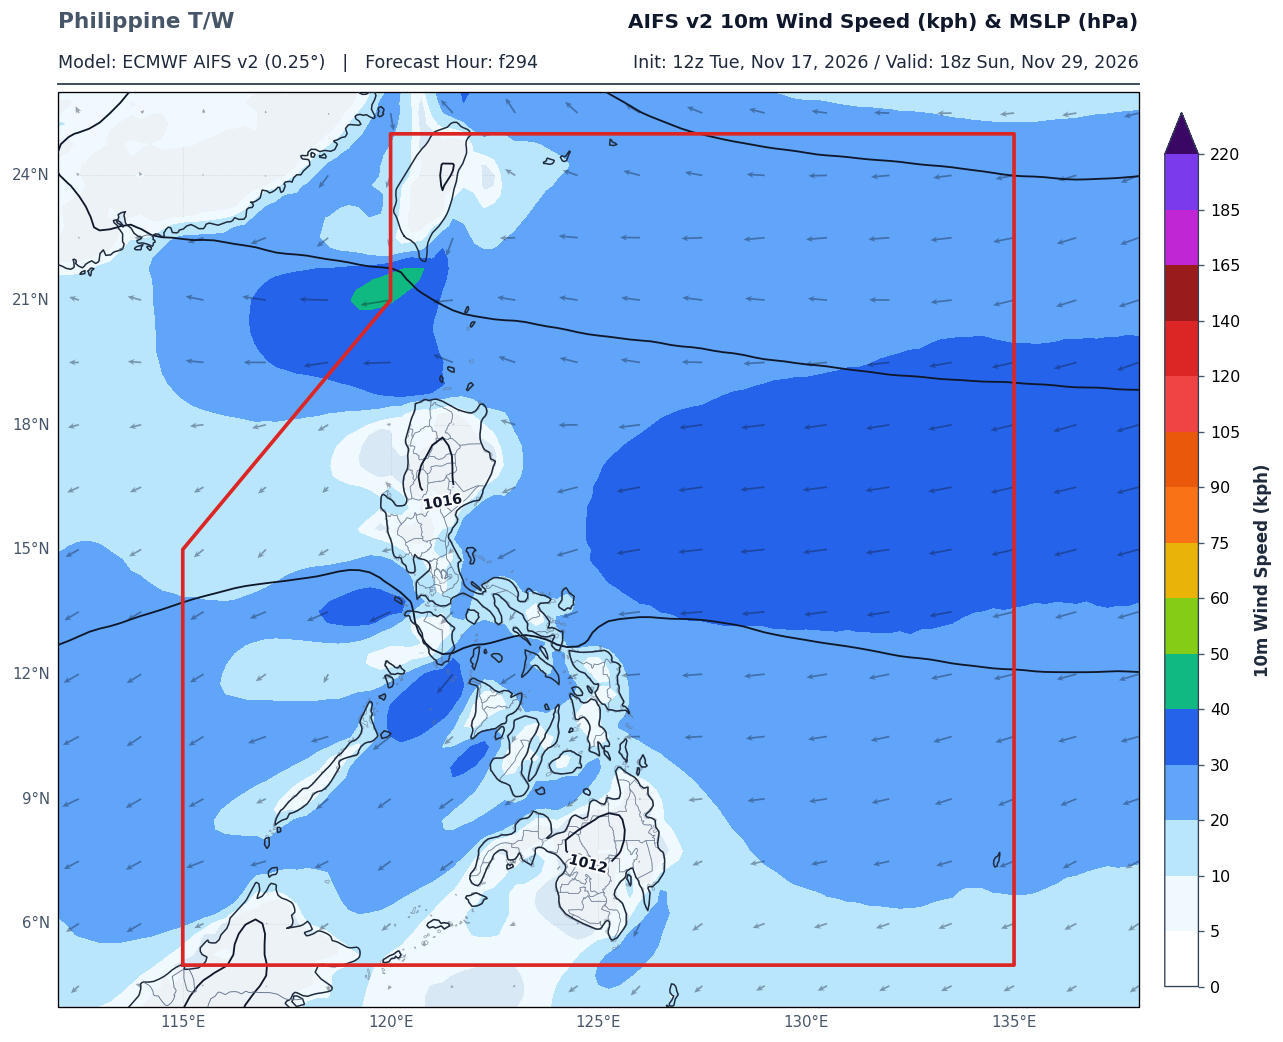 Philippine T/W
AIFS v2 10m Wind Speed (kph) & MSLP (hPa)
Model: ECMWF AIFS v2 (0.25°) | Forecast Hour: f294
Init: 12z Tue, Nov 17, 2026 / Valid: 18z Sun, Nov 29, 2026
24°N
21°N
18°N
15°N
12°N
9°N
6°N
1016
1012
115°E
120°E
125°E
130°E
135°E
220
185
165
140
120
105
90
75
60
50
40
30
20
10
5
0
10m Wind Speed (kph)